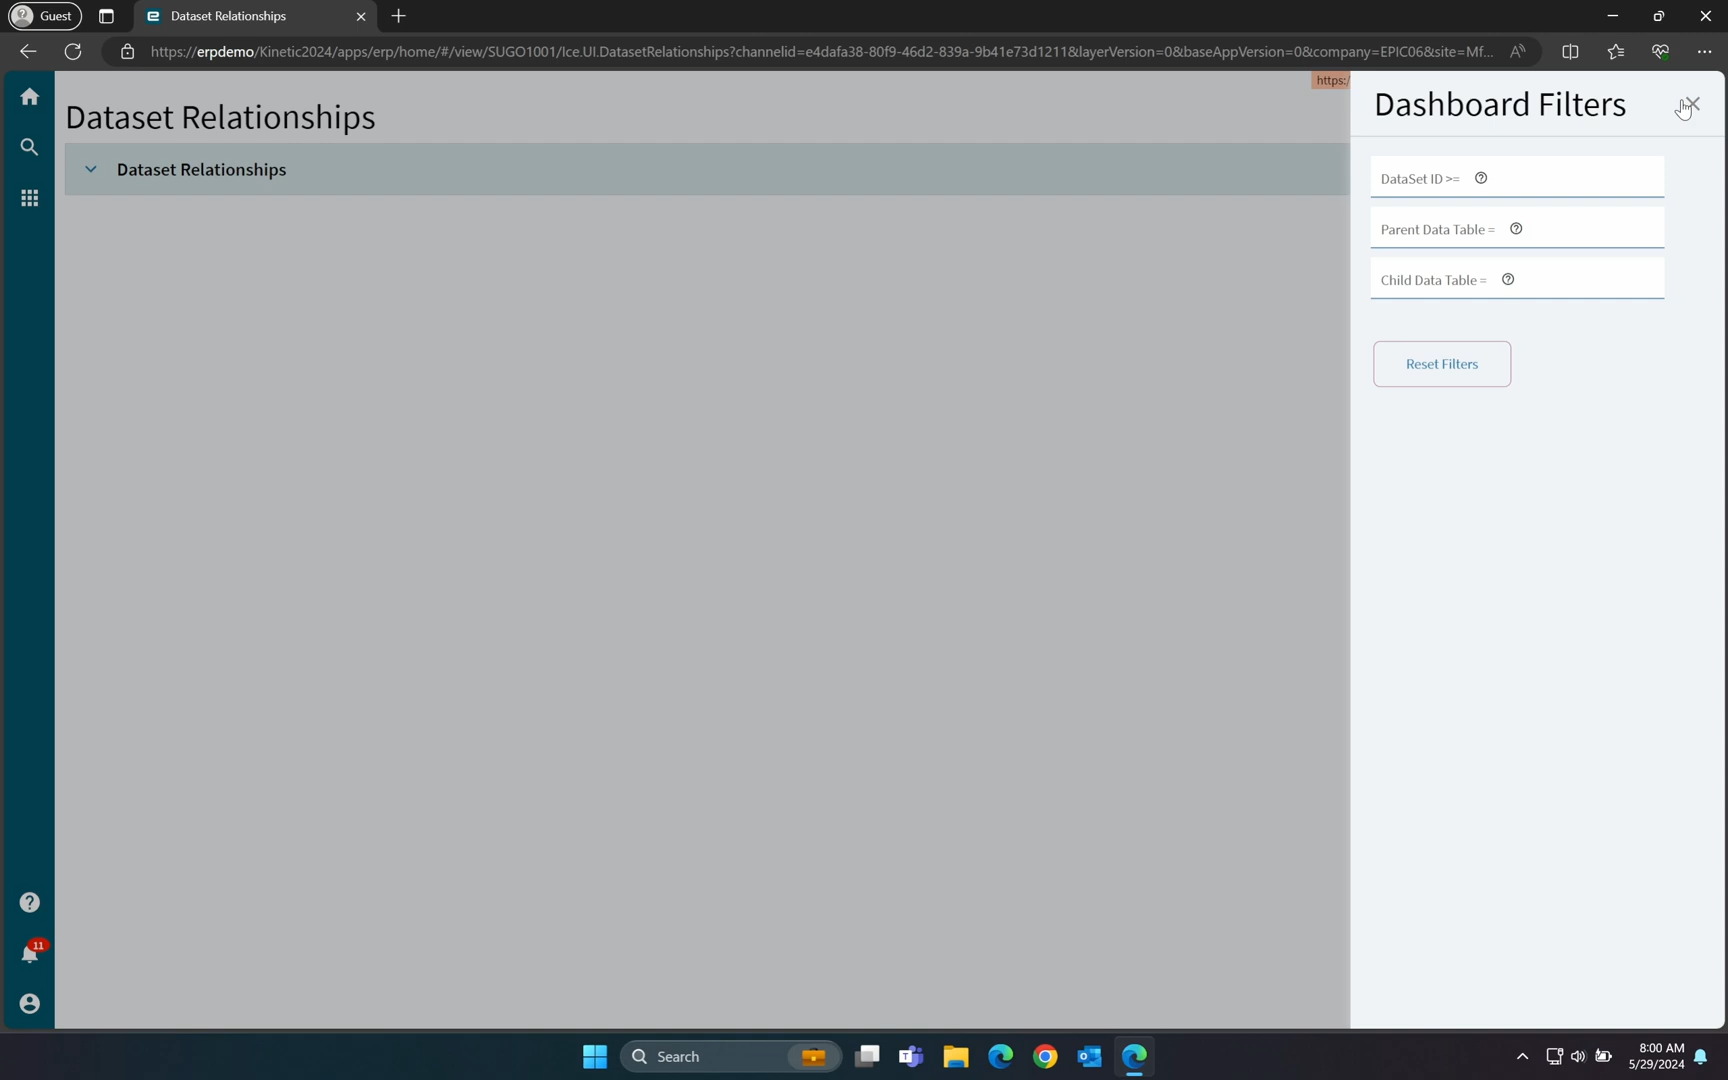 Guest
Dataset Relationships
https://erpdemo/Kinetic2024/apps/erp/home/#/view/SUGO1001/Ice.UI.DatasetRelationships?channelid=e4dafa38-80f9-46d2-839a-9b41e73d1211&layerVersion=0&baseAppVersion=0&company=EPIC06&site=Mf...
https:/
Dataset Relationships
Dashboard Filters
Dataset Relationships
DataSet ID >=
Parent Data Table =
Child Data Table =
Reset Filters
11
Search
8:00 AM
5/29/2024